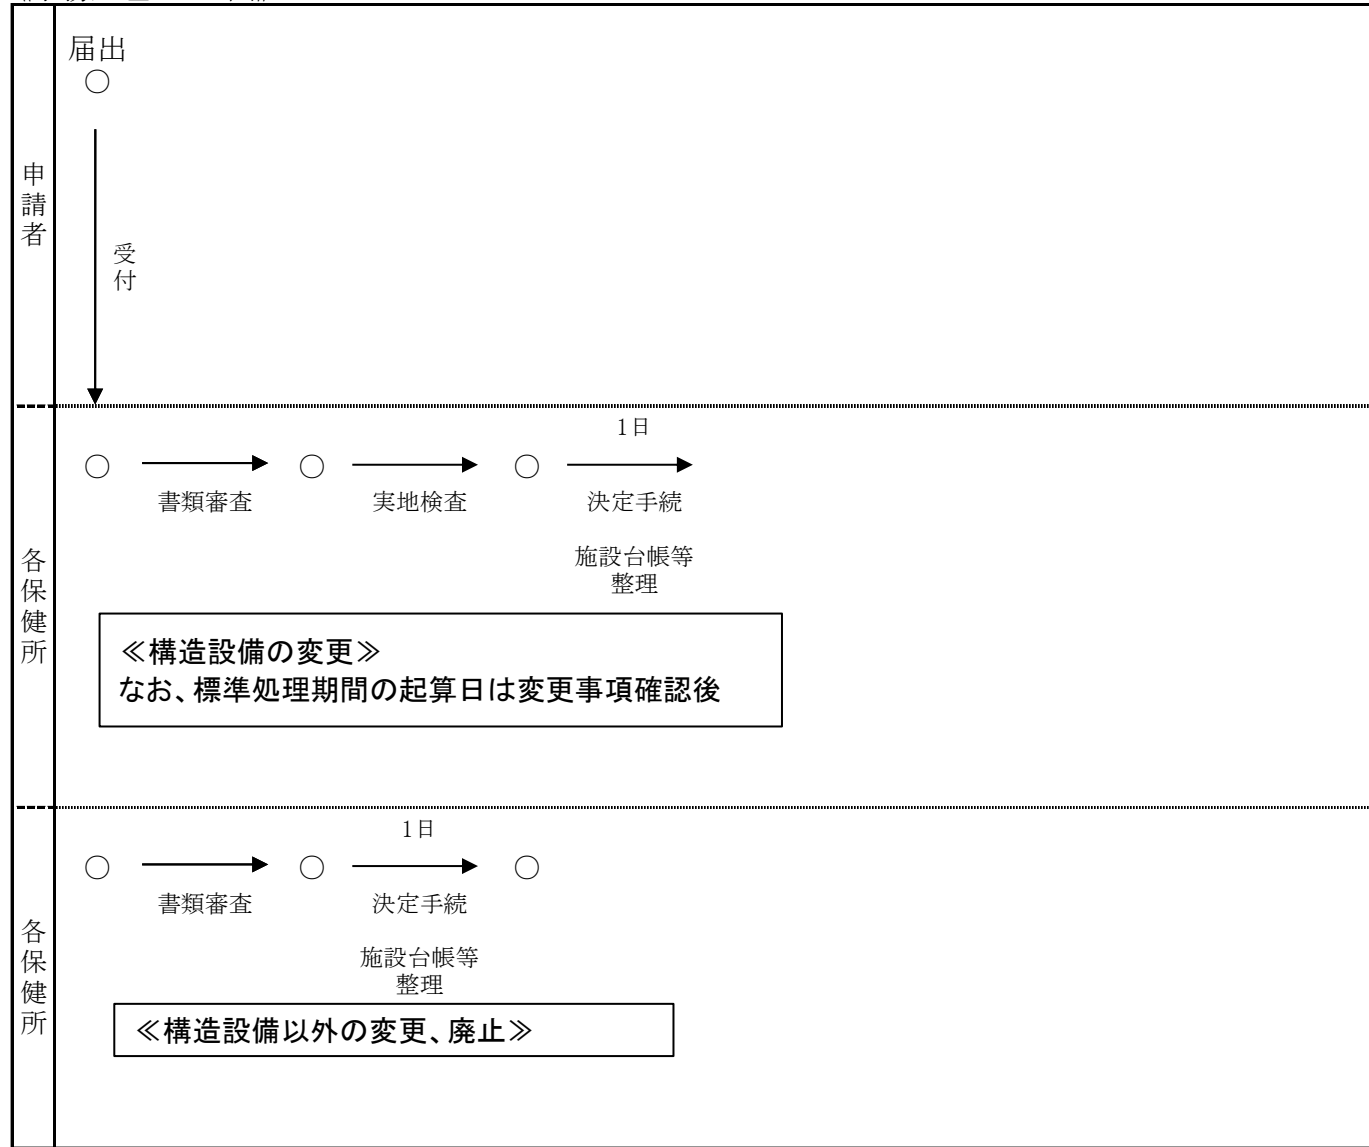 届出
申請者
受付
1日
書類審査
実地検査
決定手続
施設台帳等
整理
各保健所
≪構造設備の変更≫
なお、標準処理期間の起算日は変更事項確認後
1日
書類審査
決定手続
施設台帳等
整理
各保健所
≪構造設備以外の変更、廃止≫